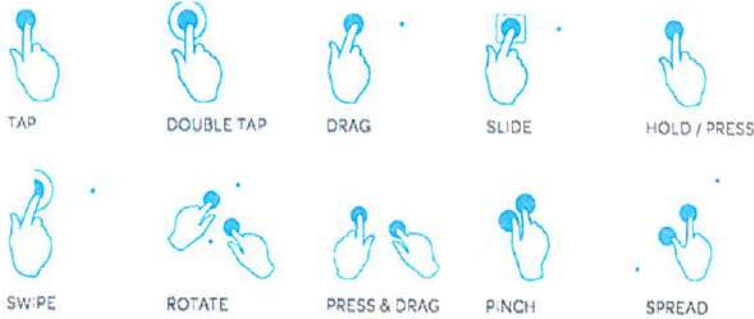 TAP
DOUBLE TAP
DRAG
SLIDE
HOLD / PRESS
SWIPE
ROTATE
PRESS & DRAG
PINCH
SPREAD